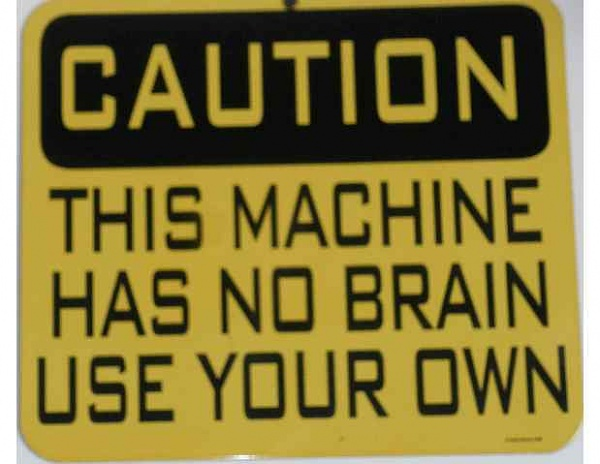 CAUTION
THIS MACHINE
HAS NO BRAIN
USE YOUR OWN